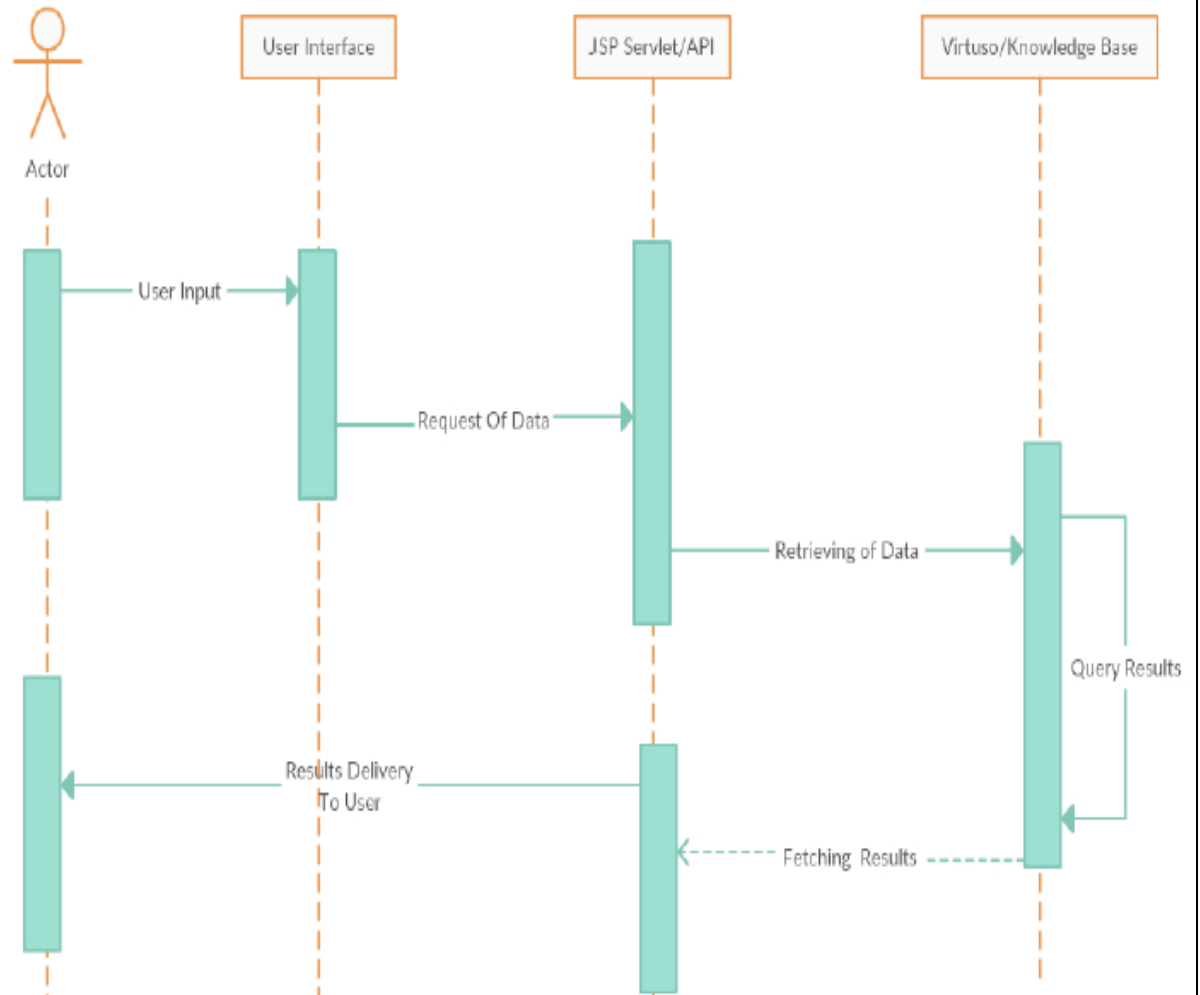 User Interface
JSP Servlet/API
Virtuso/Knowledge Base
Actor
User Input
Request Of Data
Retrieving of Data
Query Results
Results Delivery
To User
Fetching Results